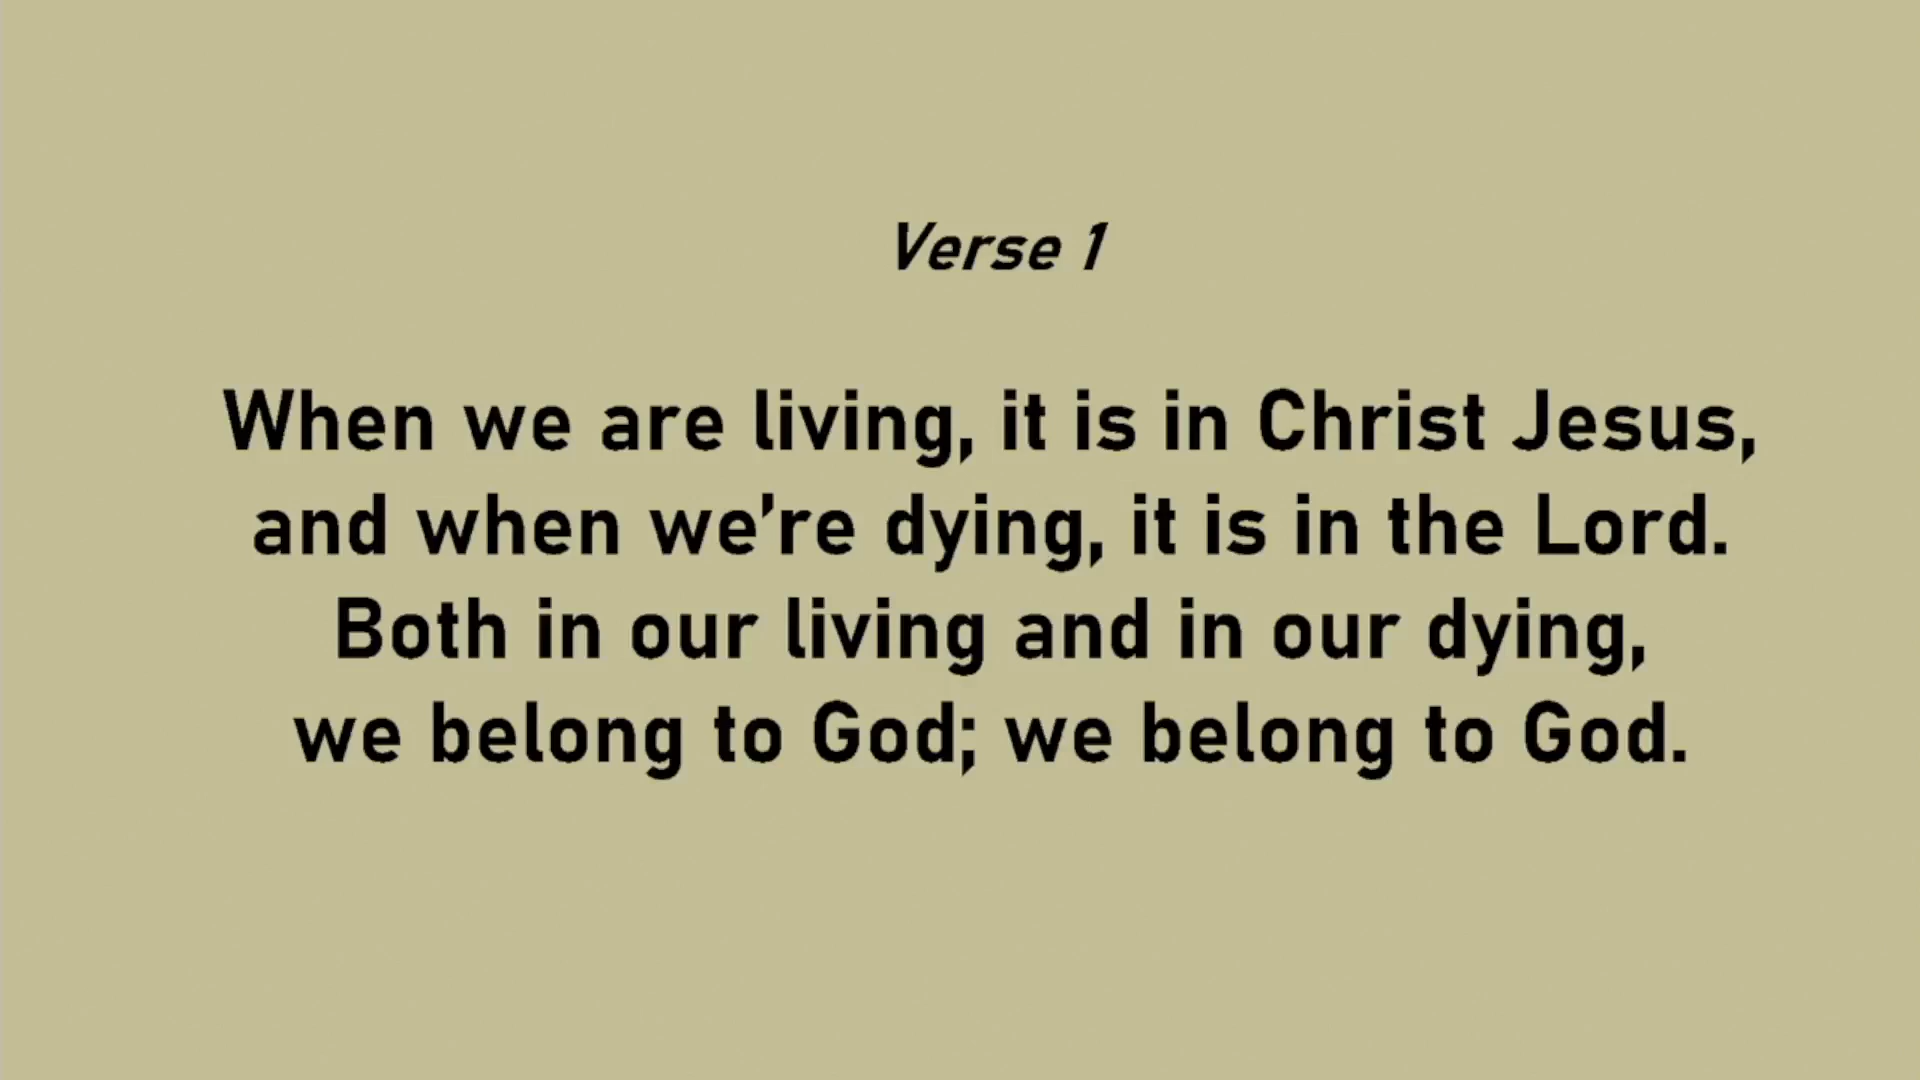 Verse 1
When we are living, it is in Christ Jesus,
and when we’re dying, it is in the Lord.
Both in our living and in our dying,
we belong to God; we belong to God.